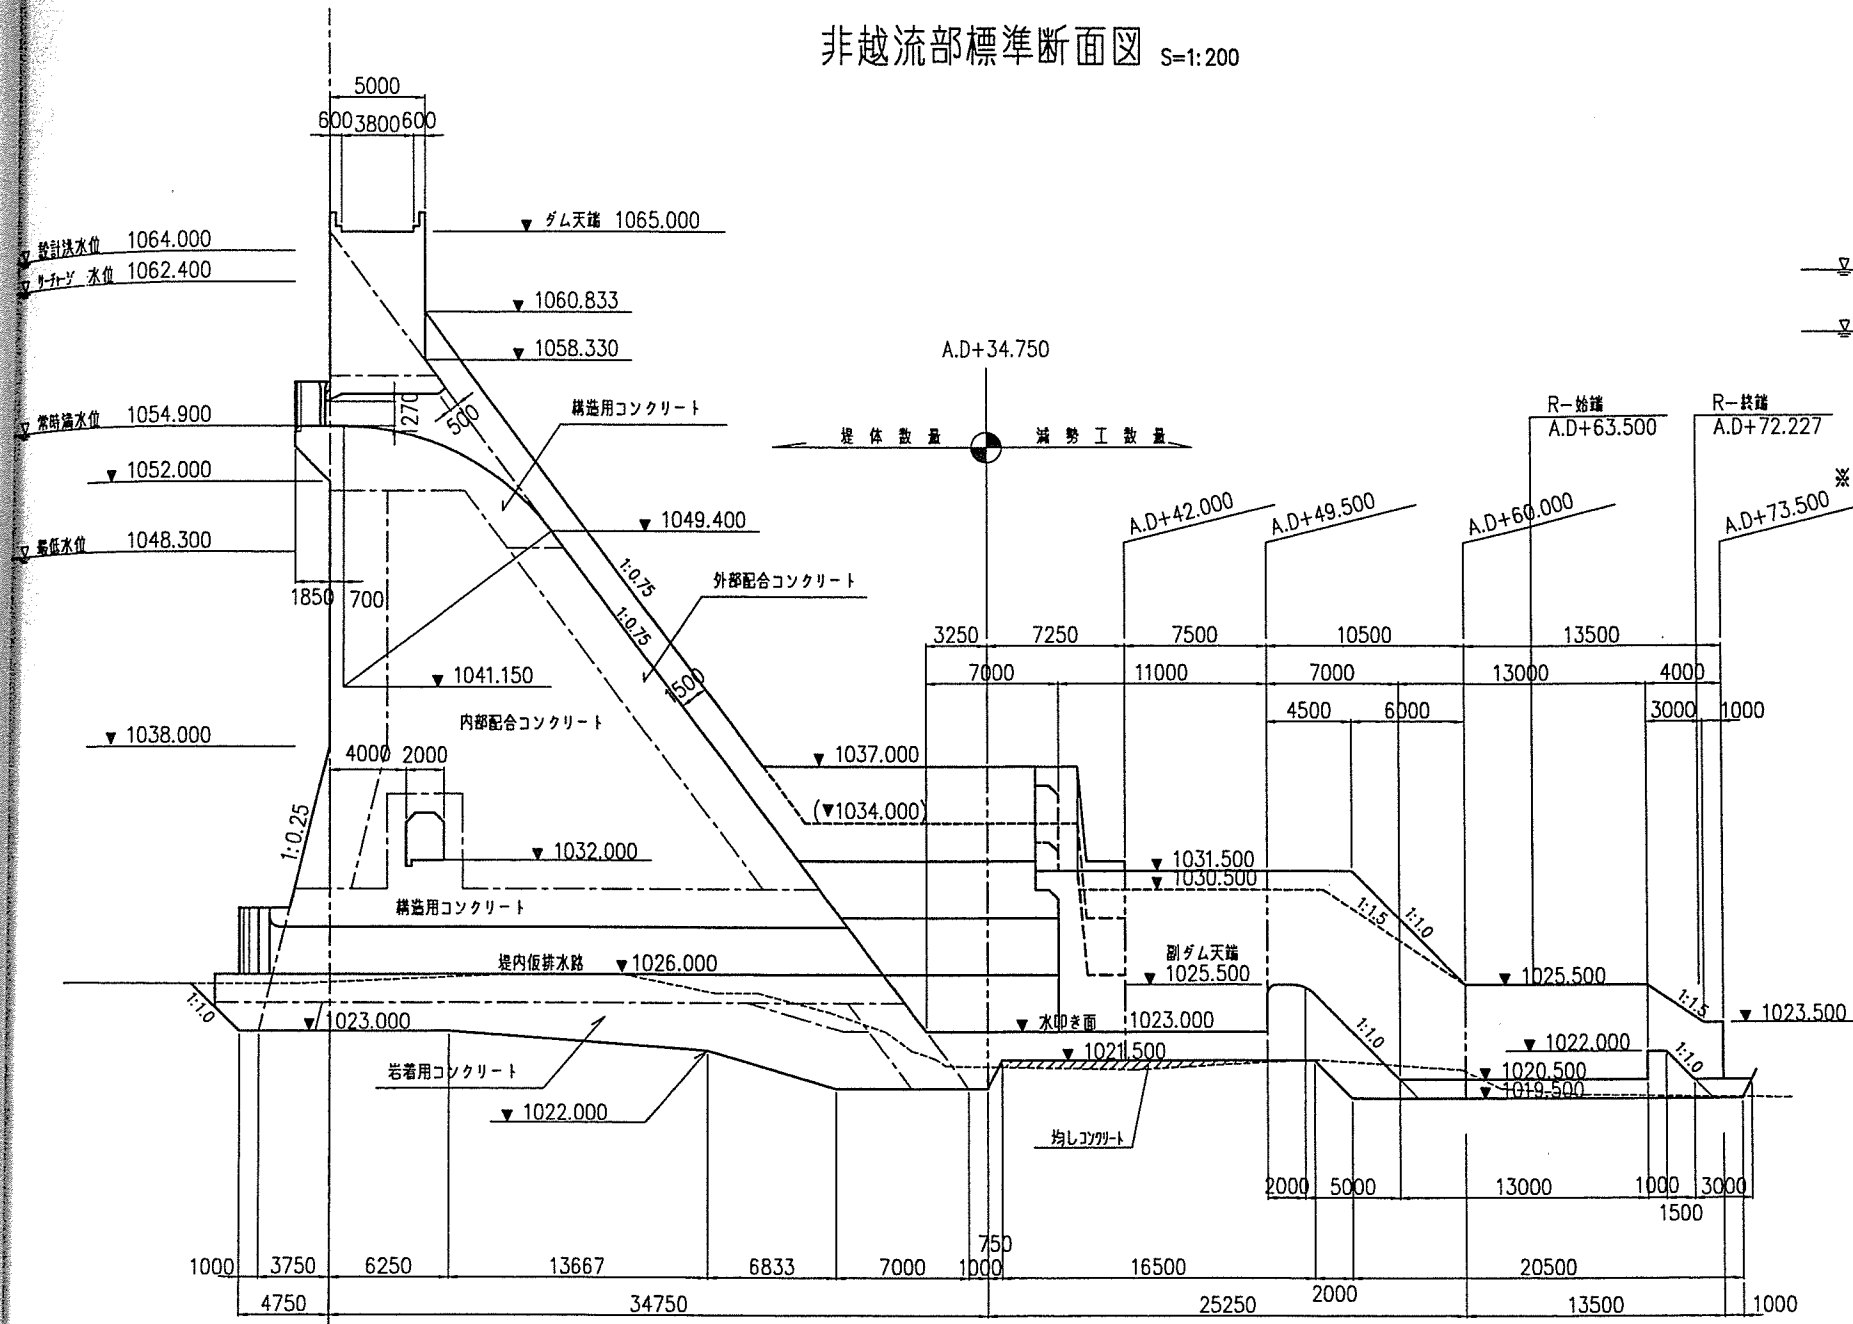 非越流部標準断面図 S=1:200
5000
600 3800 600
▼ ダム天端 1065.000
設計洪水位 1064.000
サーチャージ 水位 1062.400
▼ 1060.833
▼ 1058.330
A.D+34.750
1270
500
構造用コンクリート
常時満水位 1054.900
R-始端
A.D+63.500
R-終端
A.D+72.227
堤体数量
減勢工数量
※
▼ 1052.000
A.D+42.000
A.D+49.500
A.D+60.000
A.D+73.500
▼ 1049.400
最低水位 1048.300
1:0.75
外部配合コンクリート
1850 700
1:0.75
3250 7250 7500 10500 13500
7000 11000 7000 13000 4000
▼ 1041.150
1500
内部配合コンクリート
4500 6000 3000 1000
▼ 1038.000
4000 2000
▼ 1037.000
(▼1034.000)
1:0.25
▼ 1032.000
▼ 1031.500
▼ 1030.500
構造用コンクリート
1:1.5
1:1.0
副ダム天端
▼ 1025.500
堤内仮排水路 ▼ 1026.000
▼ 1025.500
1:1.0
▼ 1023.000
▼ 水叩き面 1023.000
1:1.5
▼ 1023.500
1:1.0
▼ 1021.500
▼ 1022.000
1:1.0
岩着用コンクリート
▼ 1020.500
▼ 1019.500
▼ 1022.000
均しコンクリート
2000 5000 13000 1000 3000
1500
750
1000 3750 6250 13667 6833 7000 1000 16500 20500
2000
4750 34750 25250 13500 1000